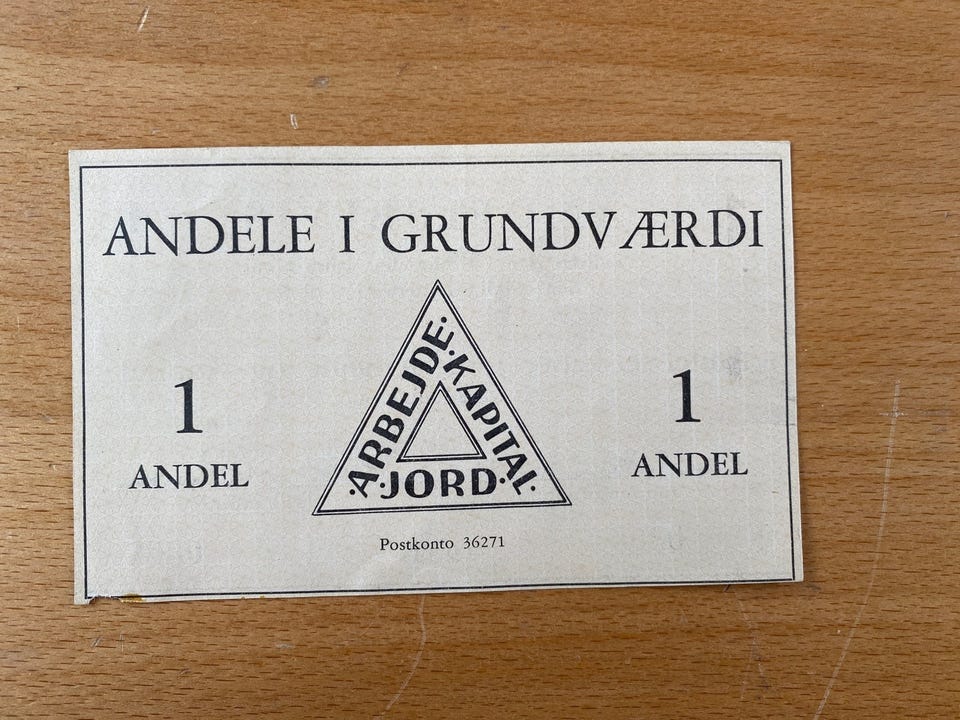 ANDELE I GRUNDVÆRDI
·ARBEJDE·
·KAPITAL·
·JORD·
1
ANDEL
1
ANDEL
Postkonto 36271